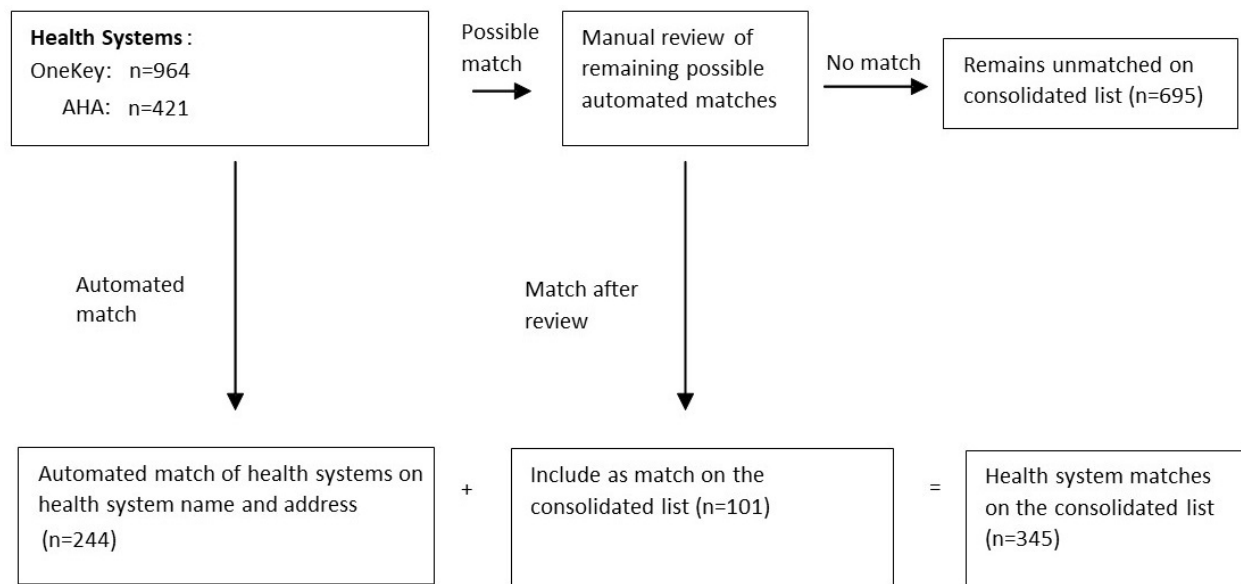 Health Systems:
OneKey: n=964
AHA: n=421
Possible
match
Manual review of
remaining possible
automated matches
No match
Remains unmatched on
consolidated list (n=695)
Automated
match
Match after
review
Automated match of health systems on
health system name and address
(n=244)
+
Include as match on the
consolidated list (n=101)
=
Health system matches
on the consolidated list
(n=345)